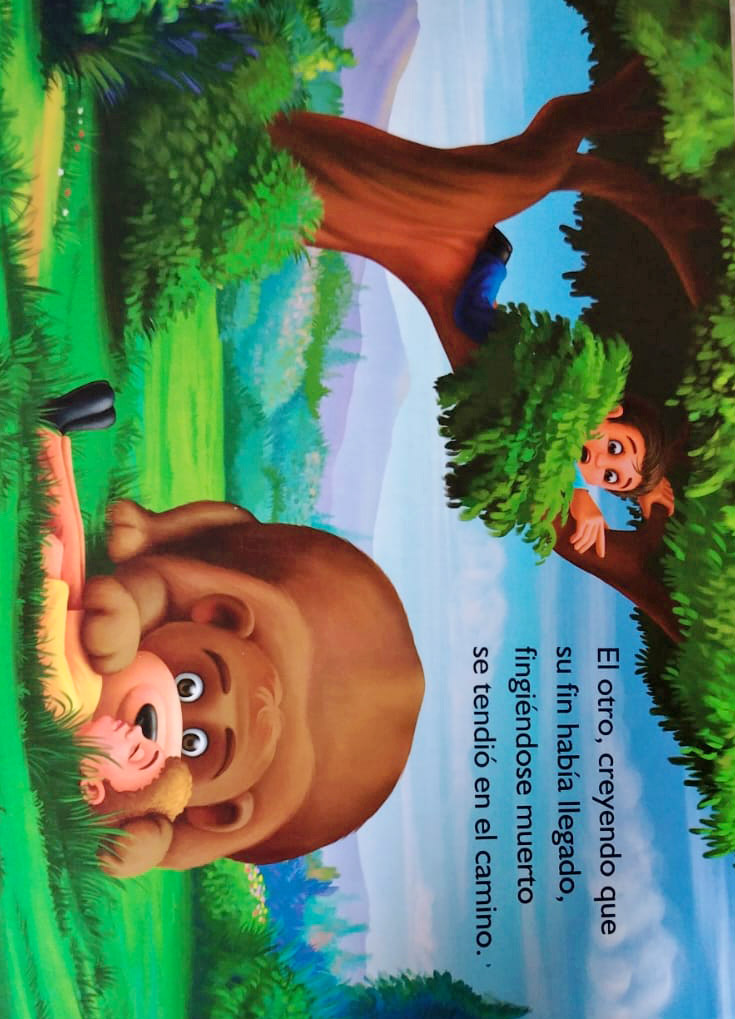 El otro, creyendo que
su fin había llegado,
fingiéndose muerto
se tendió en el camino.